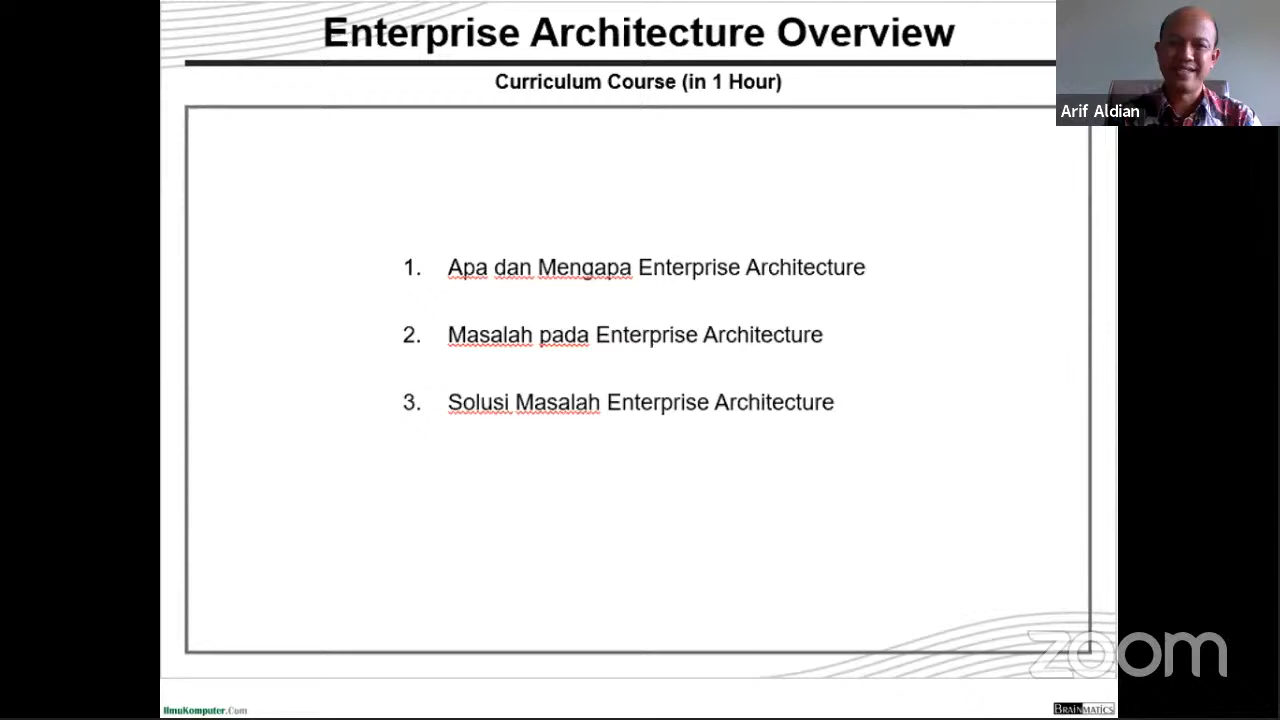 Enterprise Architecture Overview
Curriculum Course (in 1 Hour)
Arif Aldian
1. Apa dan Mengapa Enterprise Architecture
2. Masalah pada Enterprise Architecture
3. Solusi Masalah Enterprise Architecture
zoom
IlmuKomputer.Com
BRAINMATICS